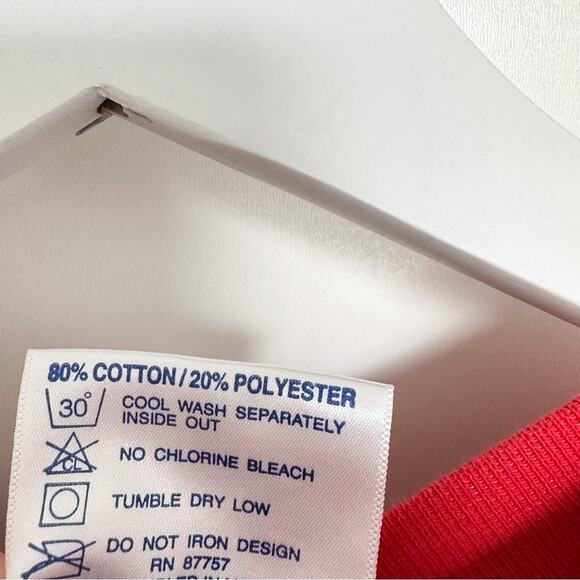 80% COTTON/20% POLYESTER
30° COOL WASH SEPARATELY
INSIDE OUT
CL NO CHLORINE BLEACH
TUMBLE DRY LOW
DO NOT IRON DESIGN
RN 87757